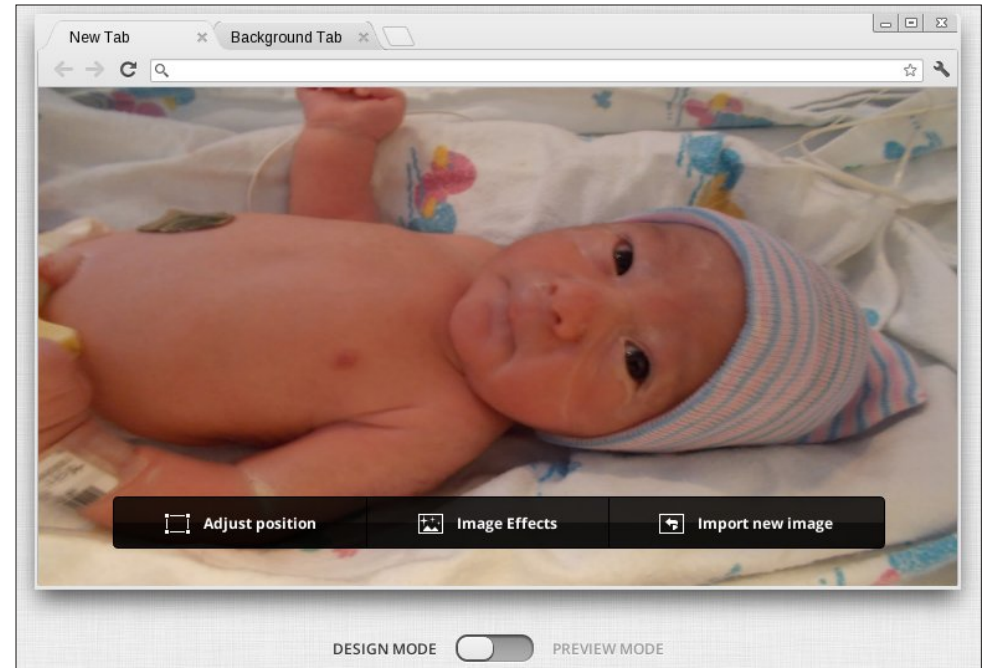 New Tab
Background Tab
Adjust position
Image Effects
Import new image
DESIGN MODE
PREVIEW MODE